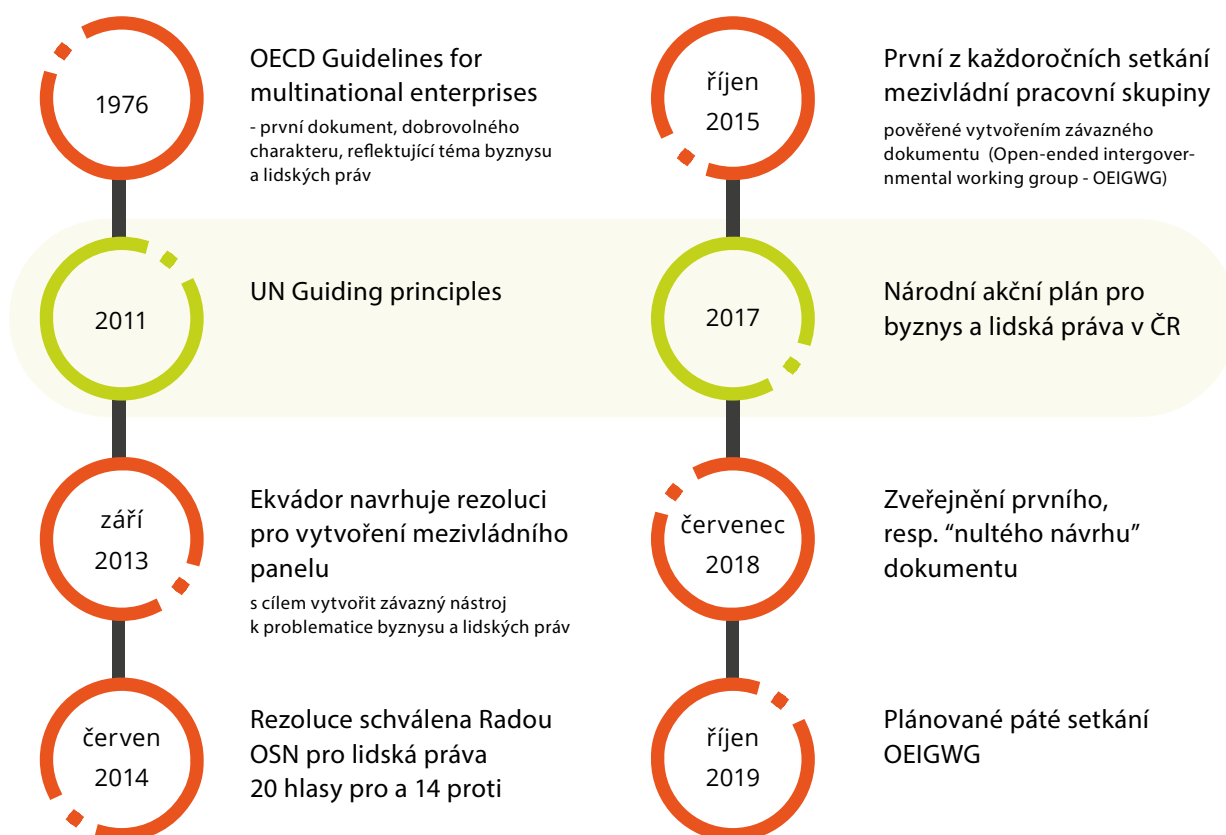 1976
OECD Guidelines for
multinational enterprises
- první dokument, dobrovolného
charakteru, reflektující téma byznysu
a lidských práv
2011
UN Guiding principles
září
2013
Ekvádor navrhuje rezoluci
pro vytvoření mezivládního
panelu
s cílem vytvořit závazný nástroj
k problematice byznysu a lidských práv
červen
2014
Rezoluce schválena Radou
OSN pro lidská práva
20 hlasy pro a 14 proti
říjen
2015
První z každoročních setkání
mezivládní pracovní skupiny
pověřené vytvořením závazného
dokumentu (Open-ended intergover-
nmental working group - OEIGWG)
2017
Národní akční plán pro
byznys a lidská práva v ČR
červenec
2018
Zveřejnění prvního,
resp. “nultého návrhu”
dokumentu
říjen
2019
Plánované páté setkání
OEIGWG